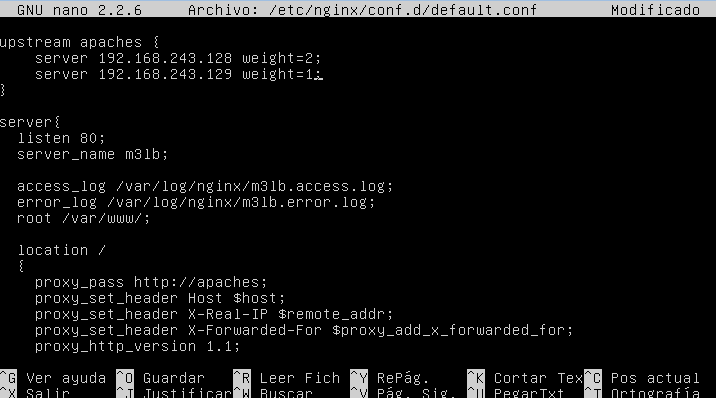 GNU nano 2.2.6 Archivo: /etc/nginx/conf.d/default.conf Modificado
upstream apaches {
server 192.168.243.128 weight=2;
server 192.168.243.129 weight=1;
}
server{
listen 80;
server_name m3lb;
access_log /var/log/nginx/m3lb.access.log;
error_log /var/log/nginx/m3lb.error.log;
root /var/www/;
location /
{
proxy_pass http://apaches;
proxy_set_header Host $host;
proxy_set_header X-Real-IP $remote_addr;
proxy_set_header X-Forwarded-For $proxy_add_x_forwarded_for;
proxy_http_version 1.1;
^G Ver ayuda ^O Guardar ^R Leer Fich ^Y RePág. ^K Cortar Tex ^C Pos actual
^X Salir ^J Justificar ^W Buscar ^V Pág. Sig. ^U PegarTxt ^T Ortografía